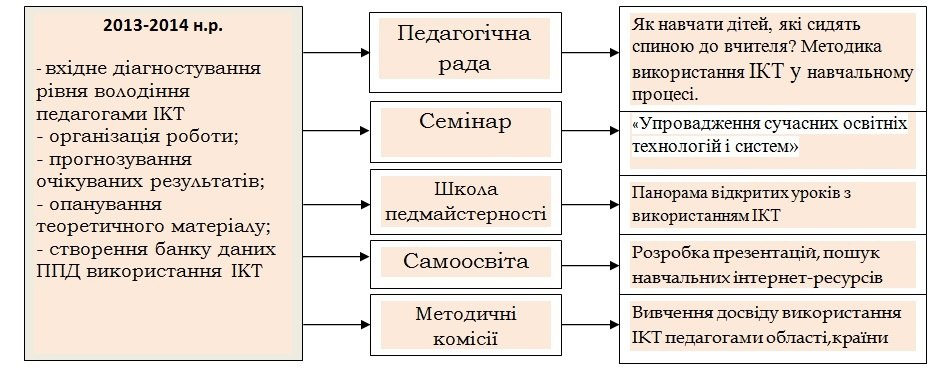 2013-2014 н.р.
- вхідне діагностування
рівня володіння
педагогами ІКТ
- організація роботи;
- прогнозування
очікуваних результатів;
- опанування
теоретичного матеріалу;
- створення банку даних
ППД використання ІКТ
Педагогічна
рада
Як навчати дітей, які сидять
спиною до вчителя? Методика
використання ІКТ у навчальному
процесі.
Семінар
«Упровадження сучасних освітніх
технологій і систем»
Школа
педмайстерності
Панорама відкритих уроків з
використанням ІКТ
Самоосвіта
Розробка презентацій, пошук
навчальних інтернет-ресурсів
Методичні
комісії
Вивчення досвіду використання
ІКТ педагогами області,країни